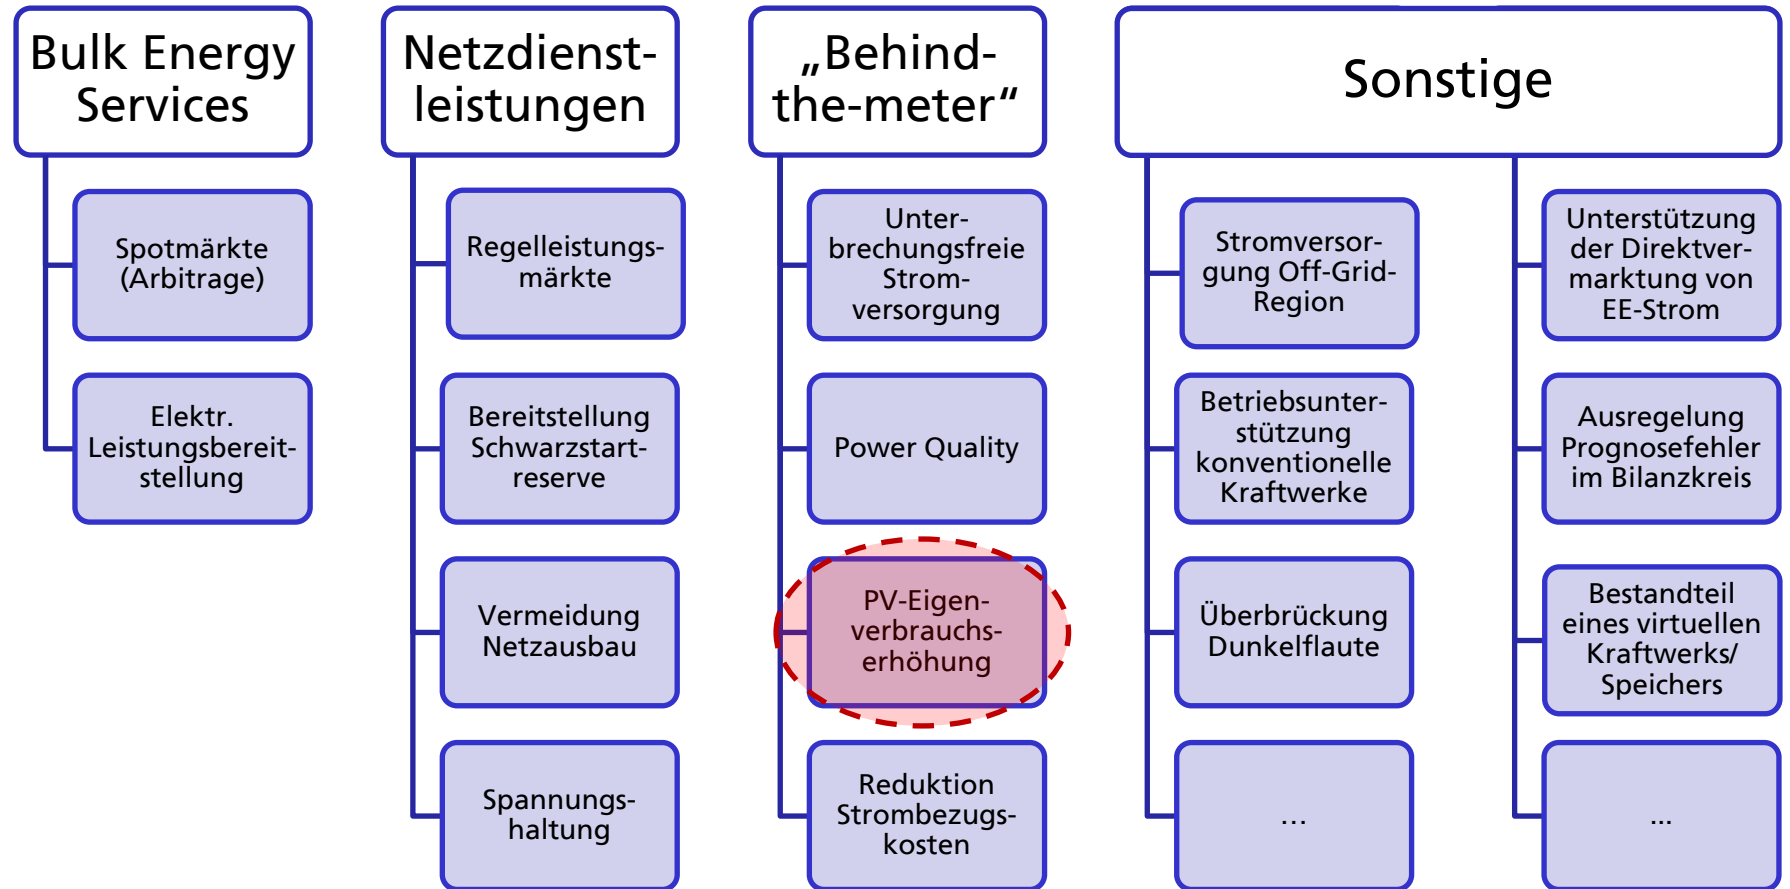 Bulk Energy
Services
Spotmärkte
(Arbitrage)
Elektr.
Leistungsbereit-
stellung
Netzdienst-
leistungen
Regelleistungs-
märkte
Bereitstellung
Schwarzstart-
reserve
Vermeidung
Netzausbau
Spannungs-
haltung
„Behind-
the-meter“
Unter-
brechungsfreie
Strom-
versorgung
Power Quality
PV-Eigen-
verbrauchs-
erhöhung
Reduktion
Strombezugs-
kosten
Sonstige
Stromversor-
gung Off-Grid-
Region
Betriebsunter-
stützung
konventionelle
Kraftwerke
Überbrückung
Dunkelflaute
…
Unterstützung
der Direktver-
marktung von
EE-Strom
Ausregelung
Prognosefehler
im Bilanzkreis
Bestandteil
eines virtuellen
Kraftwerks/
Speichers
...